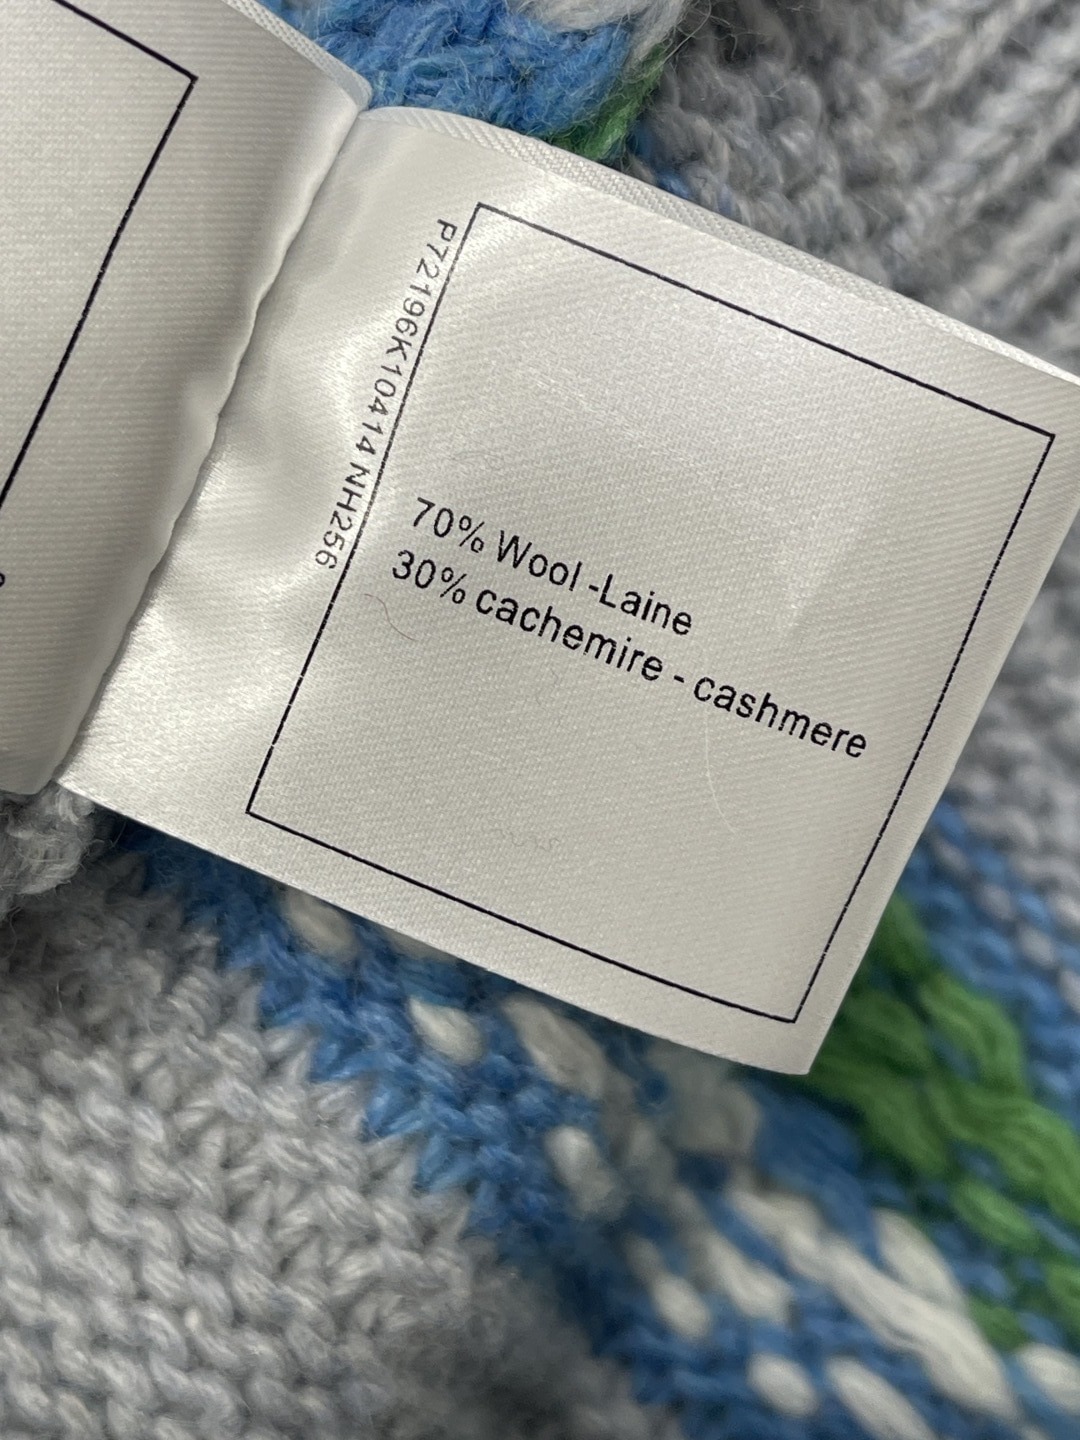 P72196K10414 NH256
70% Wool -Laine
30% cachemire - cashmere